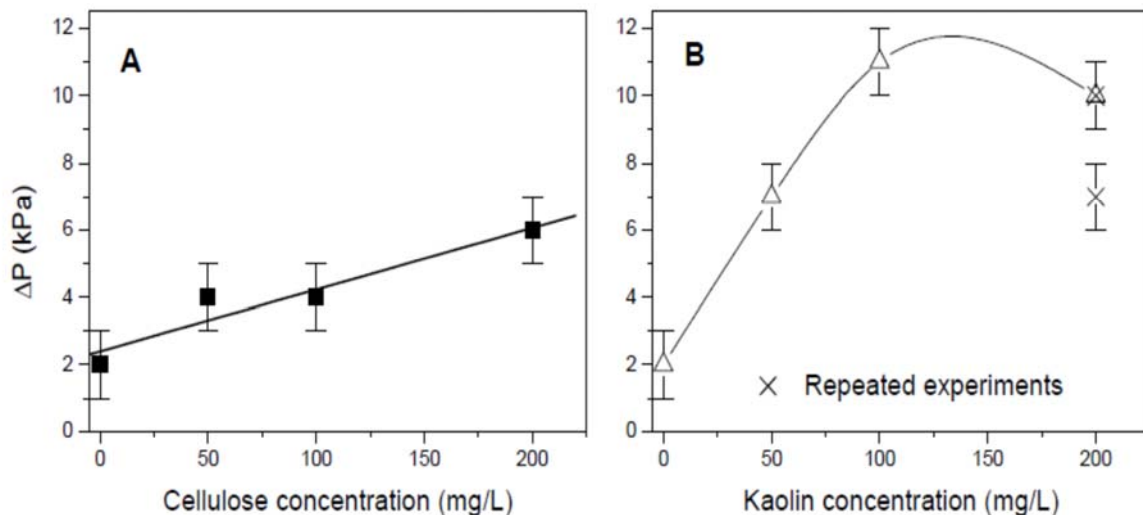 A
B
ΔP (kPa)
12
10
8
6
4
2
0
0 50 100 150 200
Cellulose concentration (mg/L)
12
10
8
6
4
2
0
Repeated experiments
0 50 100 150 200
Kaolin concentration (mg/L)